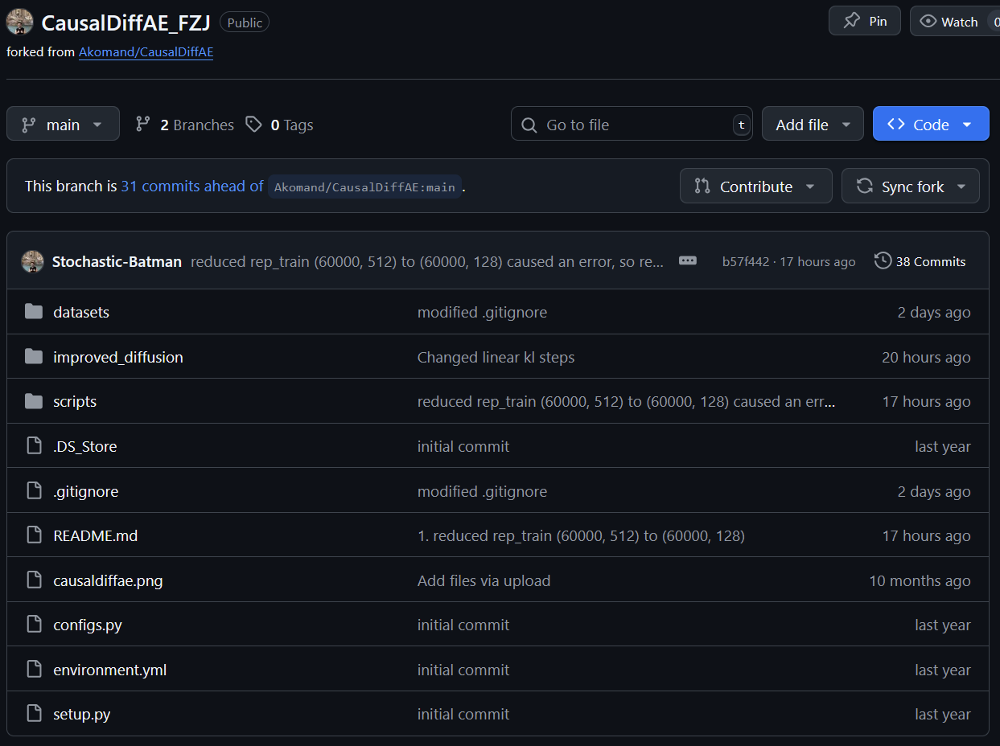 CausalDiffAE_FZJ Public Pin Watch 0
forked from Akomand/CausalDiffAE
main 2 Branches 0 Tags Go to file t Add file Code
This branch is 31 commits ahead of Akomand/CausalDiffAE:main . Contribute Sync fork
Stochastic-Batman reduced rep_train (60000, 512) to (60000, 128) caused an error, so re... b57f442 · 17 hours ago 38 Commits
datasets modified .gitignore 2 days ago
improved_diffusion Changed linear kl steps 20 hours ago
scripts reduced rep_train (60000, 512) to (60000, 128) caused an err... 17 hours ago
.DS_Store initial commit last year
.gitignore modified .gitignore 2 days ago
README.md 1. reduced rep_train (60000, 512) to (60000, 128) 17 hours ago
causaldiffae.png Add files via upload 10 months ago
configs.py initial commit last year
environment.yml initial commit last year
setup.py initial commit last year